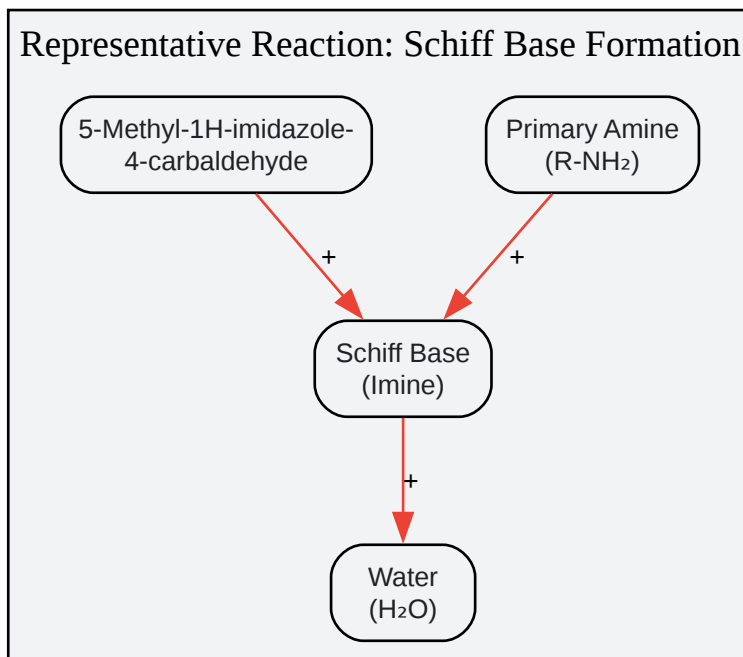 Representative Reaction: Schiff Base Formation
5-Methyl-1H-imidazole-
4-carbaldehyde
Primary Amine
(R-NH₂)
+
+
Schiff Base
(Imine)
+
Water
(H₂O)